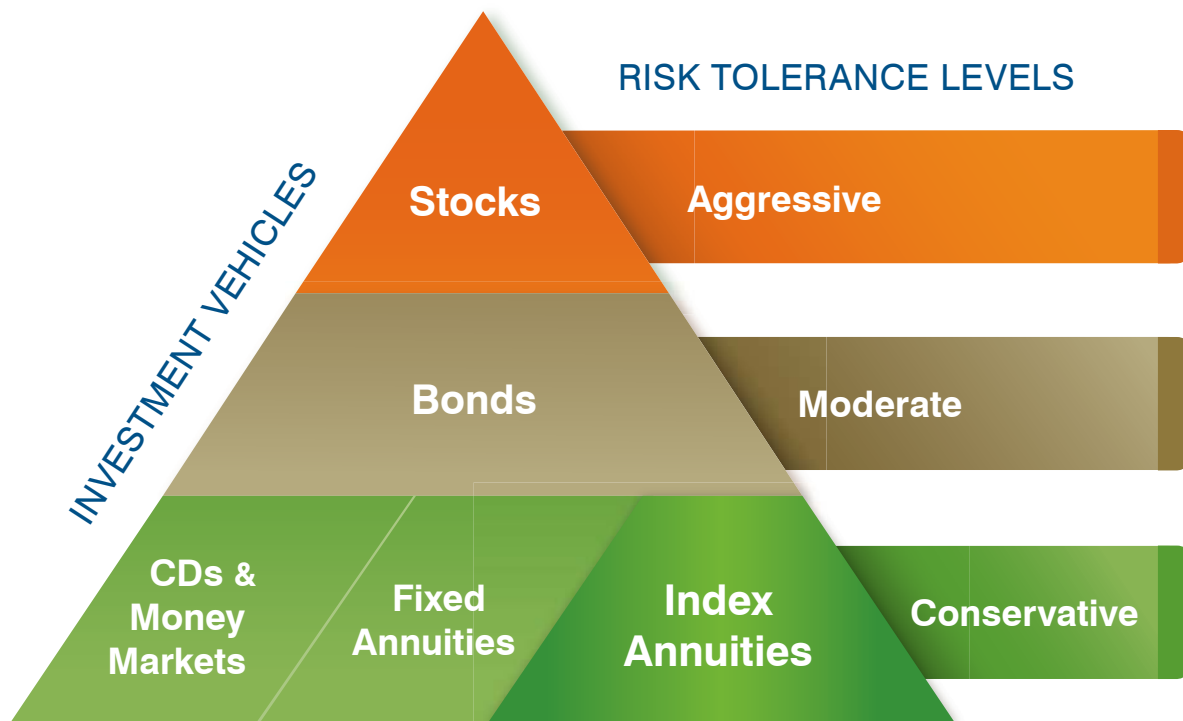 RISK TOLERANCE LEVELS
INVESTMENT VEHICLES
Stocks
Aggressive
Bonds
Moderate
CDs &
Money
Markets
Fixed
Annuities
Index
Annuities
Conservative